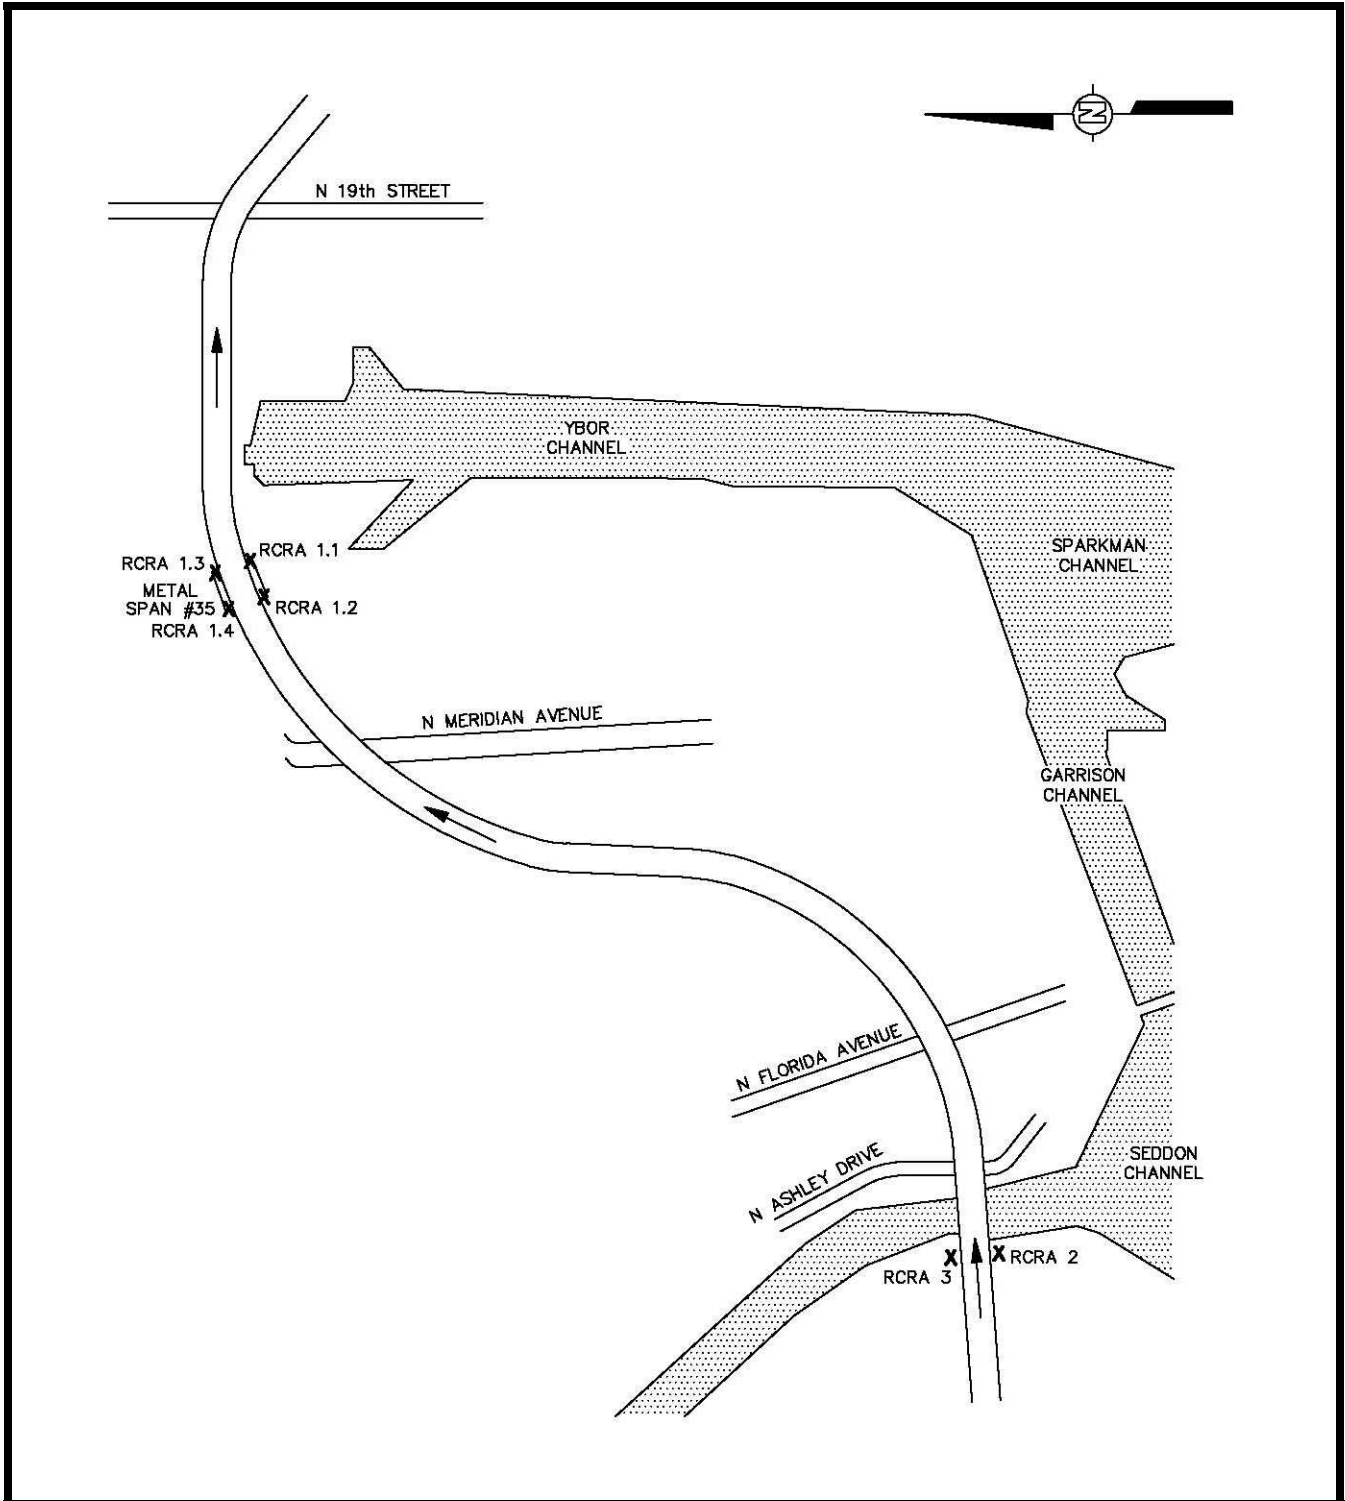 N
N 19th STREET
YBOR
CHANNEL
SPARKMAN
CHANNEL
RCRA 1.1
RCRA 1.3
METAL
SPAN #35
RCRA 1.4
RCRA 1.2
N MERIDIAN AVENUE
GARRISON
CHANNEL
N FLORIDA AVENUE
N ASHLEY DRIVE
SEDDON
CHANNEL
RCRA 2
RCRA 3